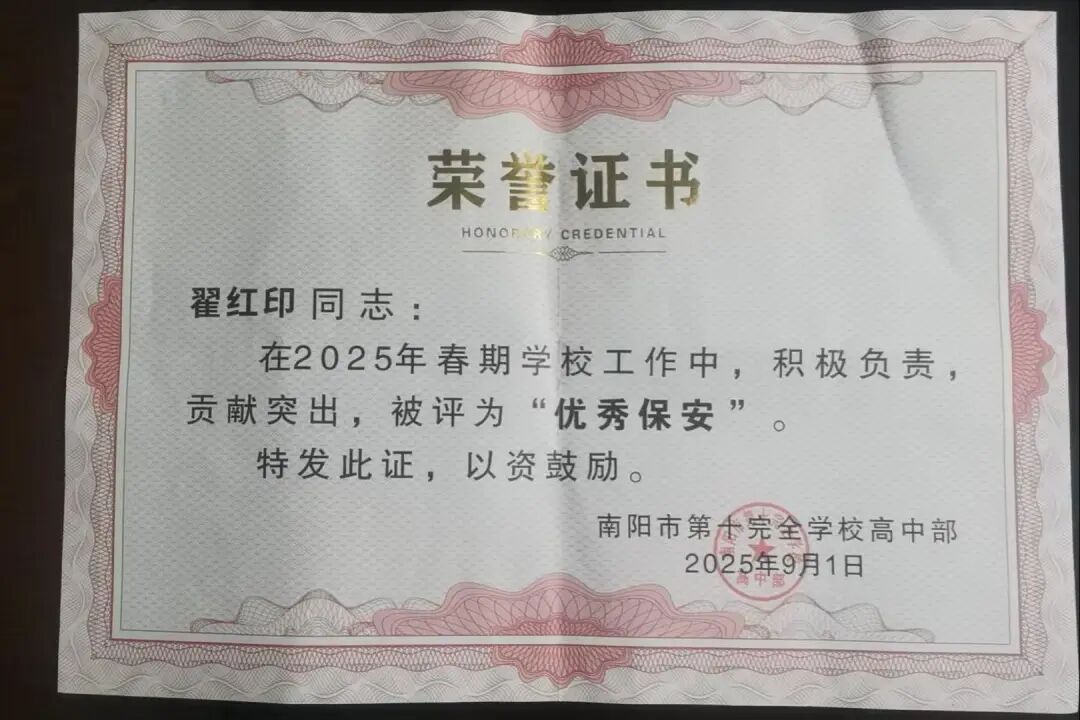 荣誉证书
HONORARY CREDENTIAL
翟红印同志：
在2025年春期学校工作中，积极负责，
贡献突出，被评为“优秀保安”。
特发此证，以资鼓励。
南阳市第十完全学校高中部
2025年9月1日
高中部